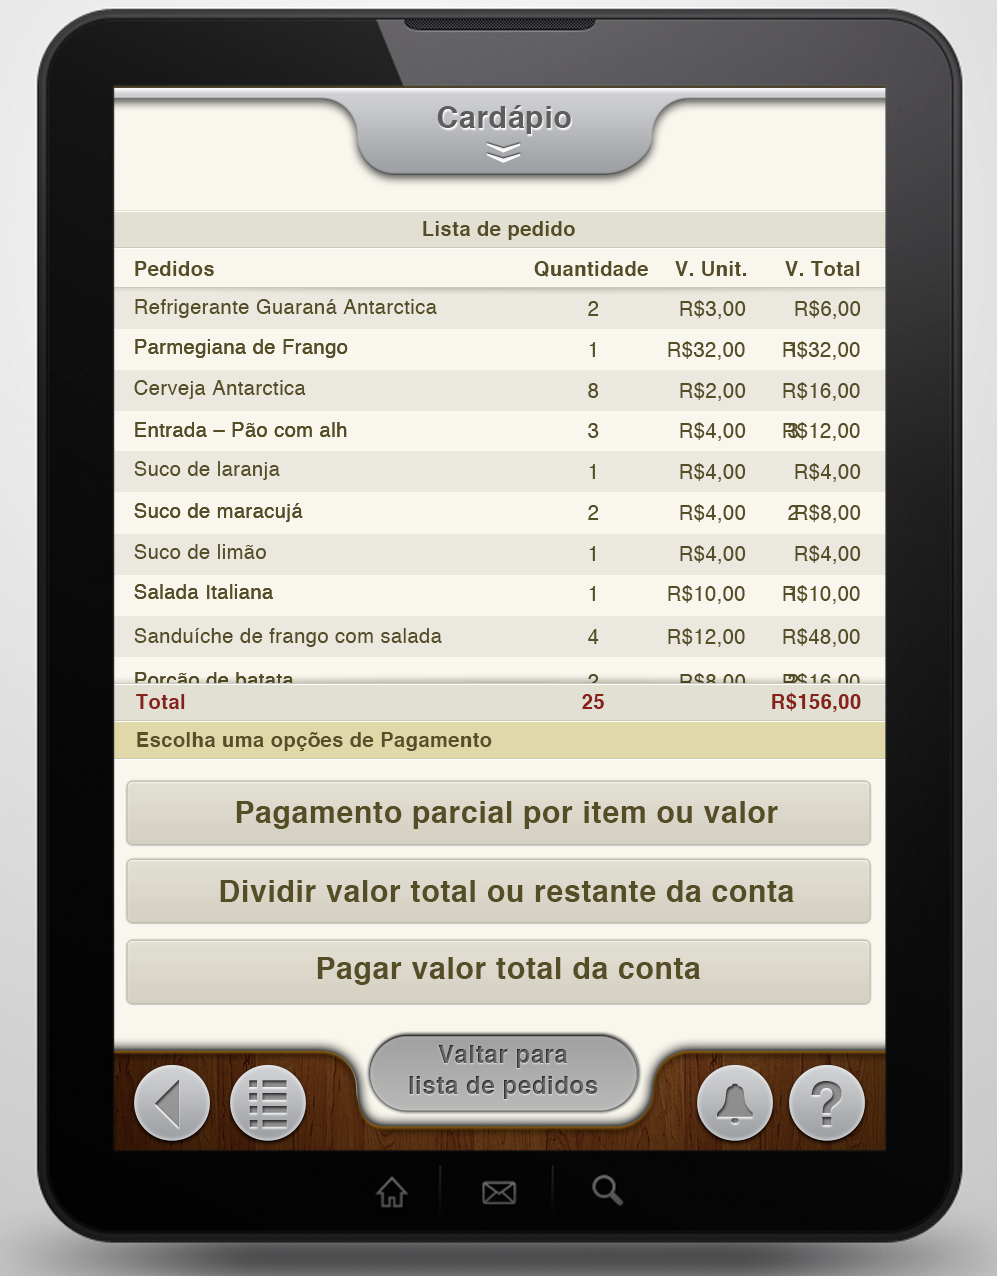 Cardápio
Lista de pedido
Pedidos Quantidade V. Unit. V. Total
Refrigerante Guaraná Antarctica 2 R$3,00 R$6,00
Parmegiana de Frango 1 R$32,00 R$32,00
Cerveja Antarctica 8 R$2,00 R$16,00
Entrada – Pão com alh 3 R$4,00 R$12,00
Suco de laranja 1 R$4,00 R$4,00
Suco de maracujá 2 R$4,00 R$8,00
Suco de limão 1 R$4,00 R$4,00
Salada Italiana 1 R$10,00 R$10,00
Sanduíche de frango com salada 4 R$12,00 R$48,00
Porção de batata 2 R$8,00 R$16,00
Total 25 R$156,00
Escolha uma opções de Pagamento
Pagamento parcial por item ou valor
Dividir valor total ou restante da conta
Pagar valor total da conta
Valtar para
lista de pedidos
?